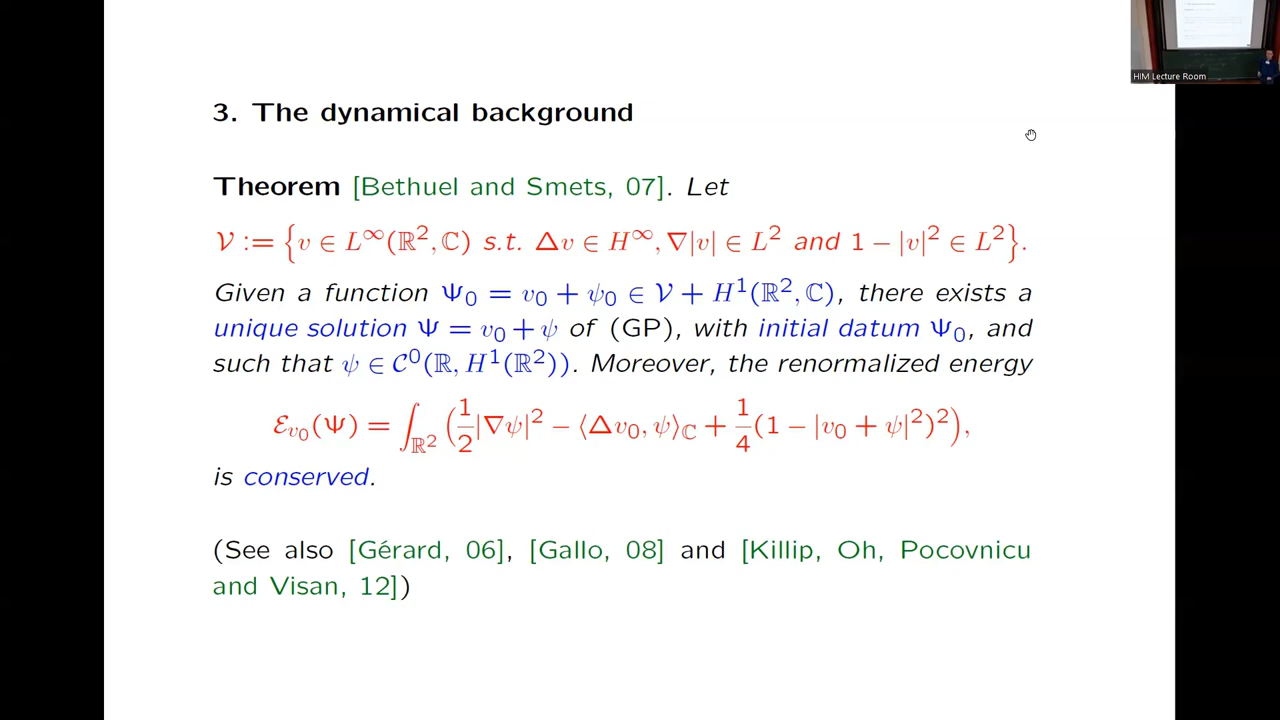 HIM Lecture Room
3. The dynamical background
Theorem [Bethuel and Smets, 07]. Let
𝒱 := {v ∈ L^∞(ℝ², ℂ) s.t. Δv ∈ H^∞, ∇|v| ∈ L² and 1 − |v|² ∈ L²}.
Given a function Ψ₀ = v₀ + ψ₀ ∈ 𝒱 + H¹(ℝ², ℂ), there exists a
unique solution Ψ = v₀ + ψ of (GP), with initial datum Ψ₀, and
such that ψ ∈ 𝒞⁰(ℝ, H¹(ℝ²)). Moreover, the renormalized energy
ℰ_{v₀}(Ψ) = ∫_{ℝ²} (1/2 |∇ψ|² − ⟨Δv₀, ψ⟩_ℂ + 1/4 (1 − |v₀ + ψ|²)²),
is conserved.
(See also [Gérard, 06], [Gallo, 08] and [Killip, Oh, Pocovnicu
and Visan, 12])